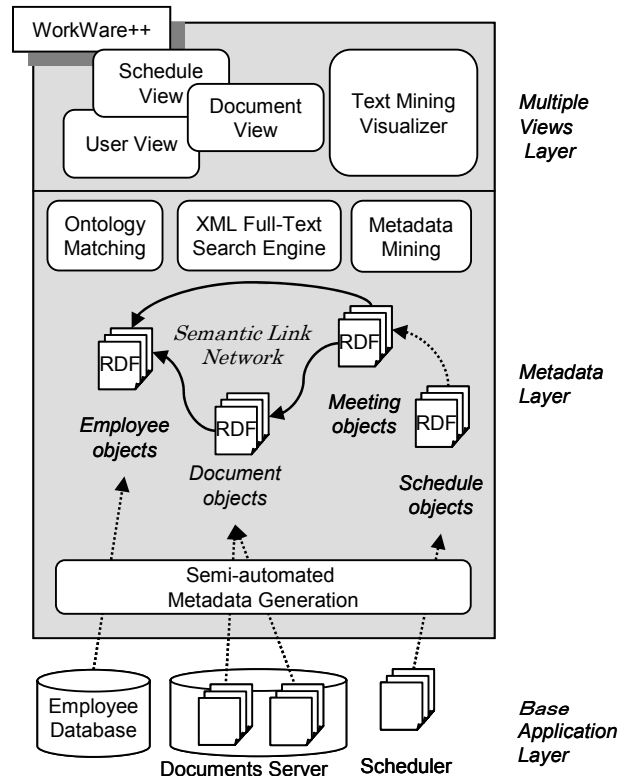 WorkWare++
Schedule
View
Document
View
User View
Text Mining
Visualizer
Multiple
Views
Layer
Ontology
Matching
XML Full-Text
Search Engine
Metadata
Mining
Semantic Link
Network
RDF
RDF
RDF
RDF
Employee
objects
Document
objects
Meeting
objects
Schedule
objects
Metadata
Layer
Semi-automated
Metadata Generation
Employee
Database
Documents Server
Scheduler
Base
Application
Layer